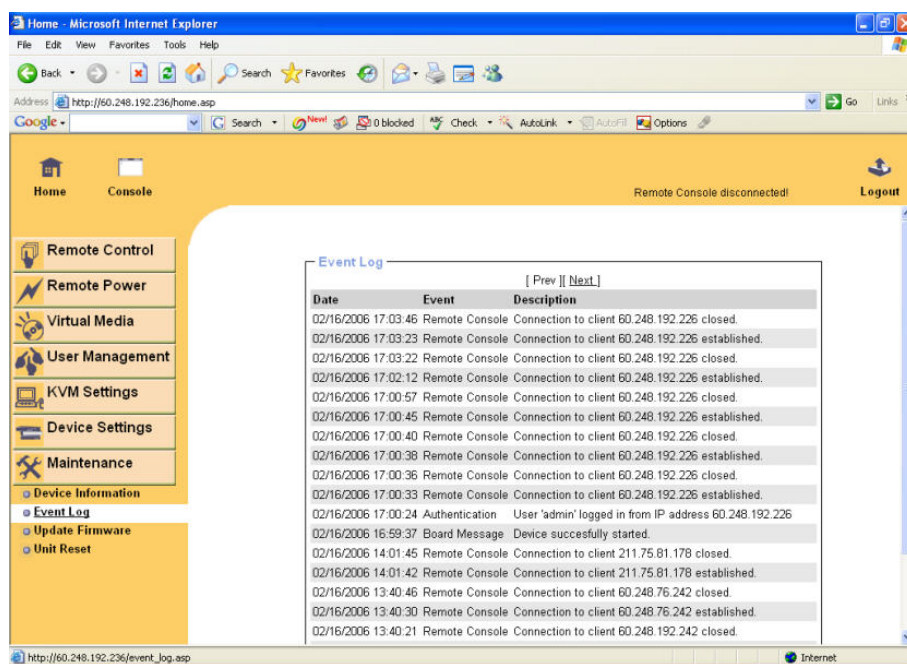 Home - Microsoft Internet Explorer
File Edit View Favorites Tools Help
Back Search Favorites
Address http://60.248.192.236/home.asp Go Links
Google Search New! 0 blocked ABC Check AutoLink AutoFill Options
Home Console Remote Console disconnected! Logout
Remote Control
Remote Power
Virtual Media
User Management
KVM Settings
Device Settings
Maintenance
Device Information
Event Log
Update Firmware
Unit Reset
Event Log
[ Prev ][ Next ]
Date Event Description
02/16/2006 17:03:46 Remote Console Connection to client 60.248.192.226 closed.
02/16/2006 17:03:23 Remote Console Connection to client 60.248.192.226 established.
02/16/2006 17:03:22 Remote Console Connection to client 60.248.192.226 closed.
02/16/2006 17:02:12 Remote Console Connection to client 60.248.192.226 established.
02/16/2006 17:00:57 Remote Console Connection to client 60.248.192.226 closed.
02/16/2006 17:00:45 Remote Console Connection to client 60.248.192.226 established.
02/16/2006 17:00:40 Remote Console Connection to client 60.248.192.226 closed.
02/16/2006 17:00:38 Remote Console Connection to client 60.248.192.226 established.
02/16/2006 17:00:36 Remote Console Connection to client 60.248.192.226 closed.
02/16/2006 17:00:33 Remote Console Connection to client 60.248.192.226 established.
02/16/2006 17:00:24 Authentication User 'admin' logged in from IP address 60.248.192.226
02/16/2006 16:59:37 Board Message Device succesfully started.
02/16/2006 14:01:45 Remote Console Connection to client 211.75.81.178 closed.
02/16/2006 14:01:42 Remote Console Connection to client 211.75.81.178 established.
02/16/2006 13:40:46 Remote Console Connection to client 60.248.76.242 closed.
02/16/2006 13:40:30 Remote Console Connection to client 60.248.76.242 established.
02/16/2006 13:40:21 Remote Console Connection to client 60.248.192.242 closed.
http://60.248.192.236/event_log.asp Internet